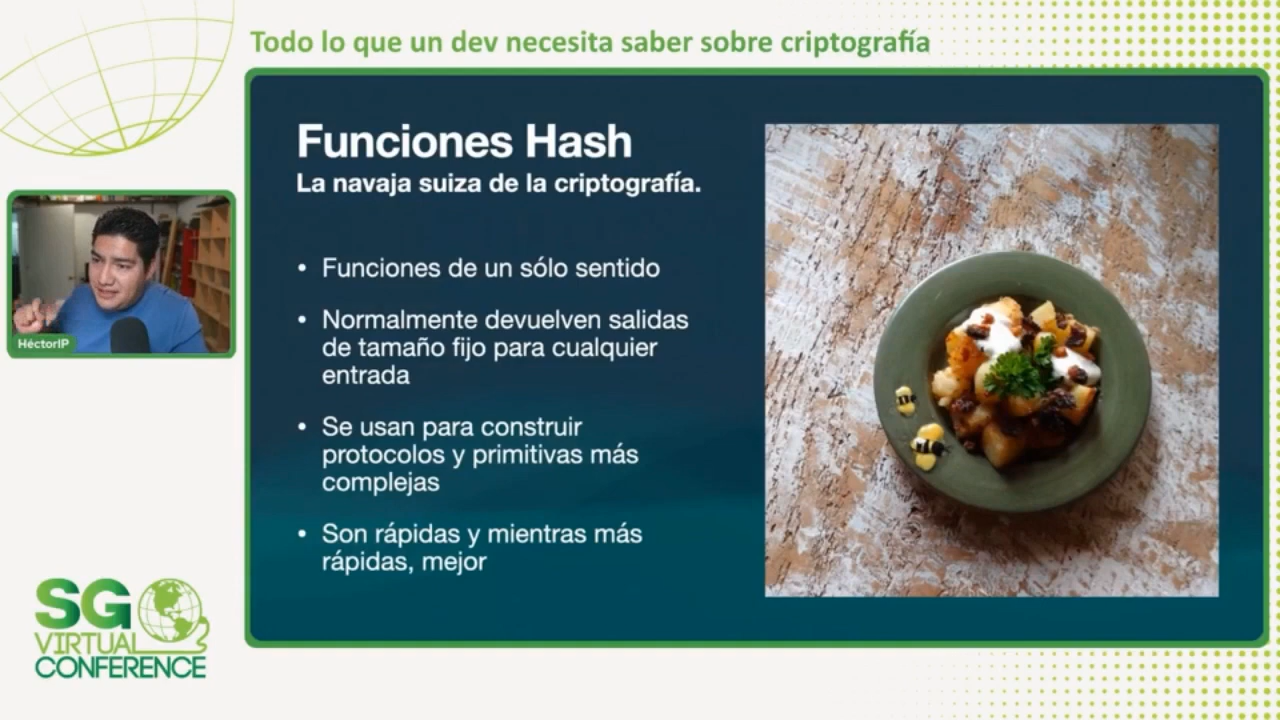 Todo lo que un dev necesita saber sobre criptografía
Funciones Hash
La navaja suiza de la criptografía.
• Funciones de un sólo sentido
• Normalmente devuelven salidas
de tamaño fijo para cualquier
entrada
• Se usan para construir
protocolos y primitivas más
complejas
• Son rápidas y mientras más
rápidas, mejor
HéctorIP
SG
VIRTUAL
CONFERENCE